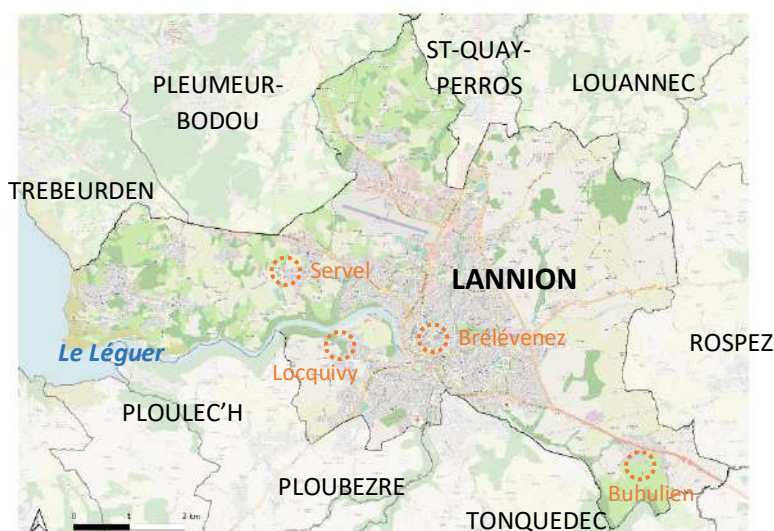 ST-QUAY-
PERROS
PLEUMEUR-
BODOU
LOUANNEC
TREBEURDEN
Servel
LANNION
Le Léguer
Brélévenez
ROSPEZ
Locquivy
PLOULEC'H
PLOUBEZRE
Buhulien
TONQUEDEC
0 1 2 km